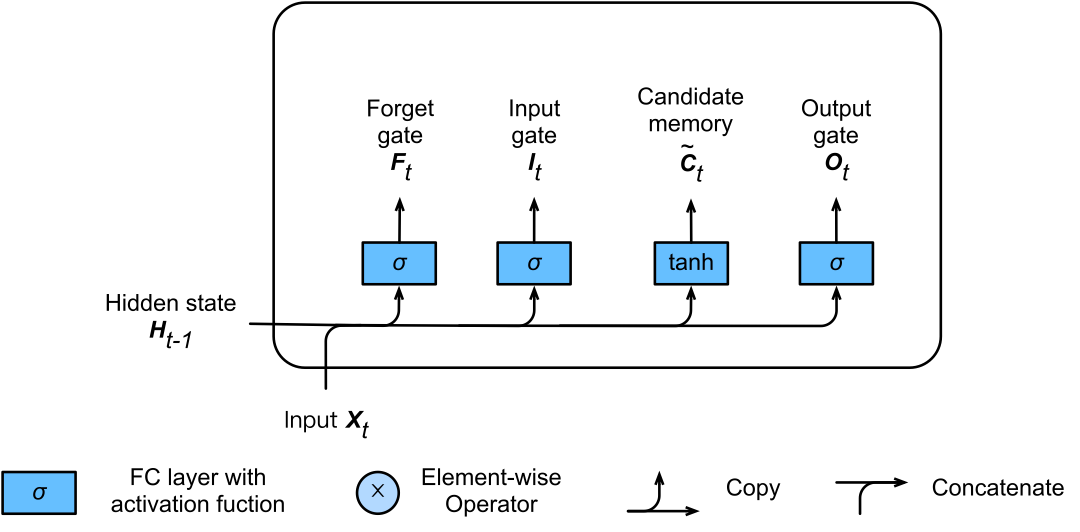 Forget
gate
F_t
Input
gate
I_t
Candidate
memory
C̃_t
Output
gate
O_t
σ
σ
tanh
σ
Hidden state
H_t-1
Input X_t
σ
FC layer with
activation fuction
×
Element-wise
Operator
Copy
Concatenate